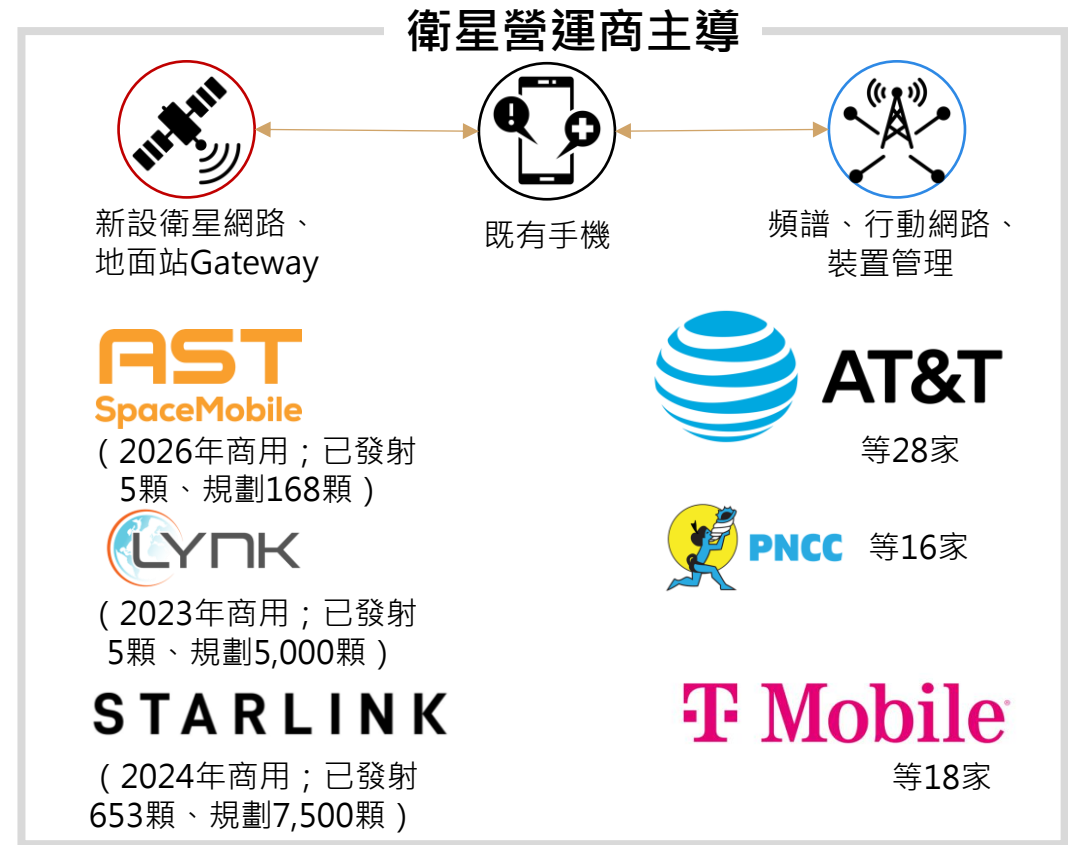 衛星營運商主導
新設衛星網路、
地面站Gateway
既有手機
頻譜、行動網路、
裝置管理
AST
SpaceMobile
(2026年商用；已發射
5顆、規劃168顆)
AT&T
等28家
LYNK
(2023年商用；已發射
5顆、規劃5,000顆)
PNCC 等16家
STARLINK
(2024年商用；已發射
653顆、規劃7,500顆)
T Mobile
等18家